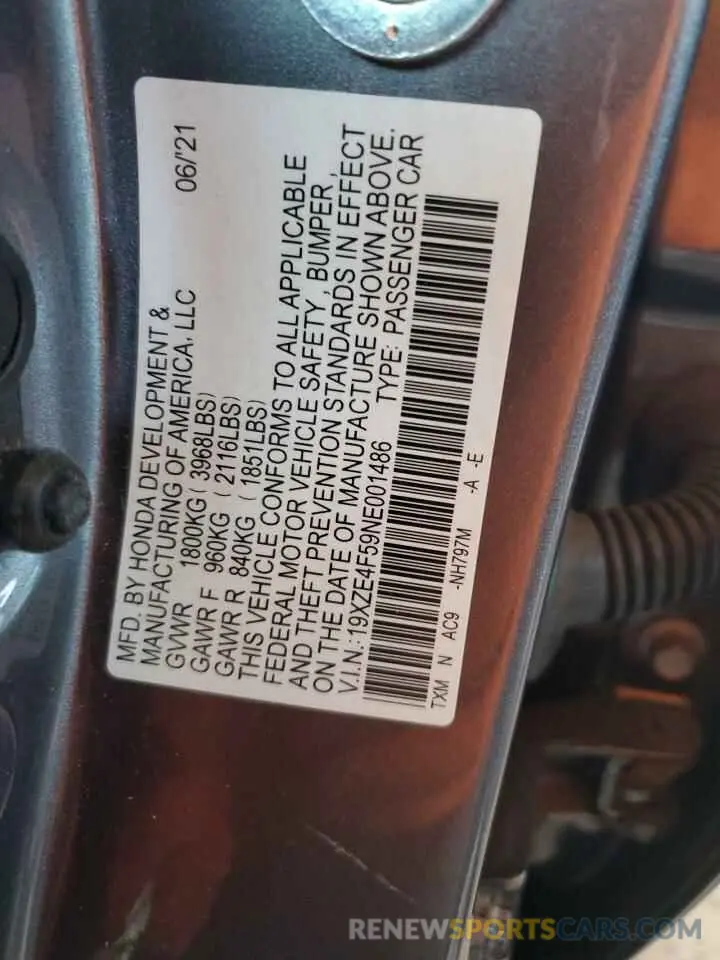 MFD. BY HONDA DEVELOPMENT &
MANUFACTURING OF AMERICA, LLC 06/'21
GVWR 1800KG ( 3968LBS)
GAWR F 960KG ( 2116LBS)
GAWR R 840KG ( 1851LBS)
THIS VEHICLE CONFORMS TO ALL APPLICABLE
FEDERAL MOTOR VEHICLE SAFETY , BUMPER ,
AND THEFT PREVENTION STANDARDS IN EFFECT
ON THE DATE OF MANUFACTURE SHOWN ABOVE.
V.I.N.:19XZE4F59NE001486 TYPE: PASSENGER CAR
TXM N AC9 -NH797M -A -E
RENEWSPORTSCARS.COM